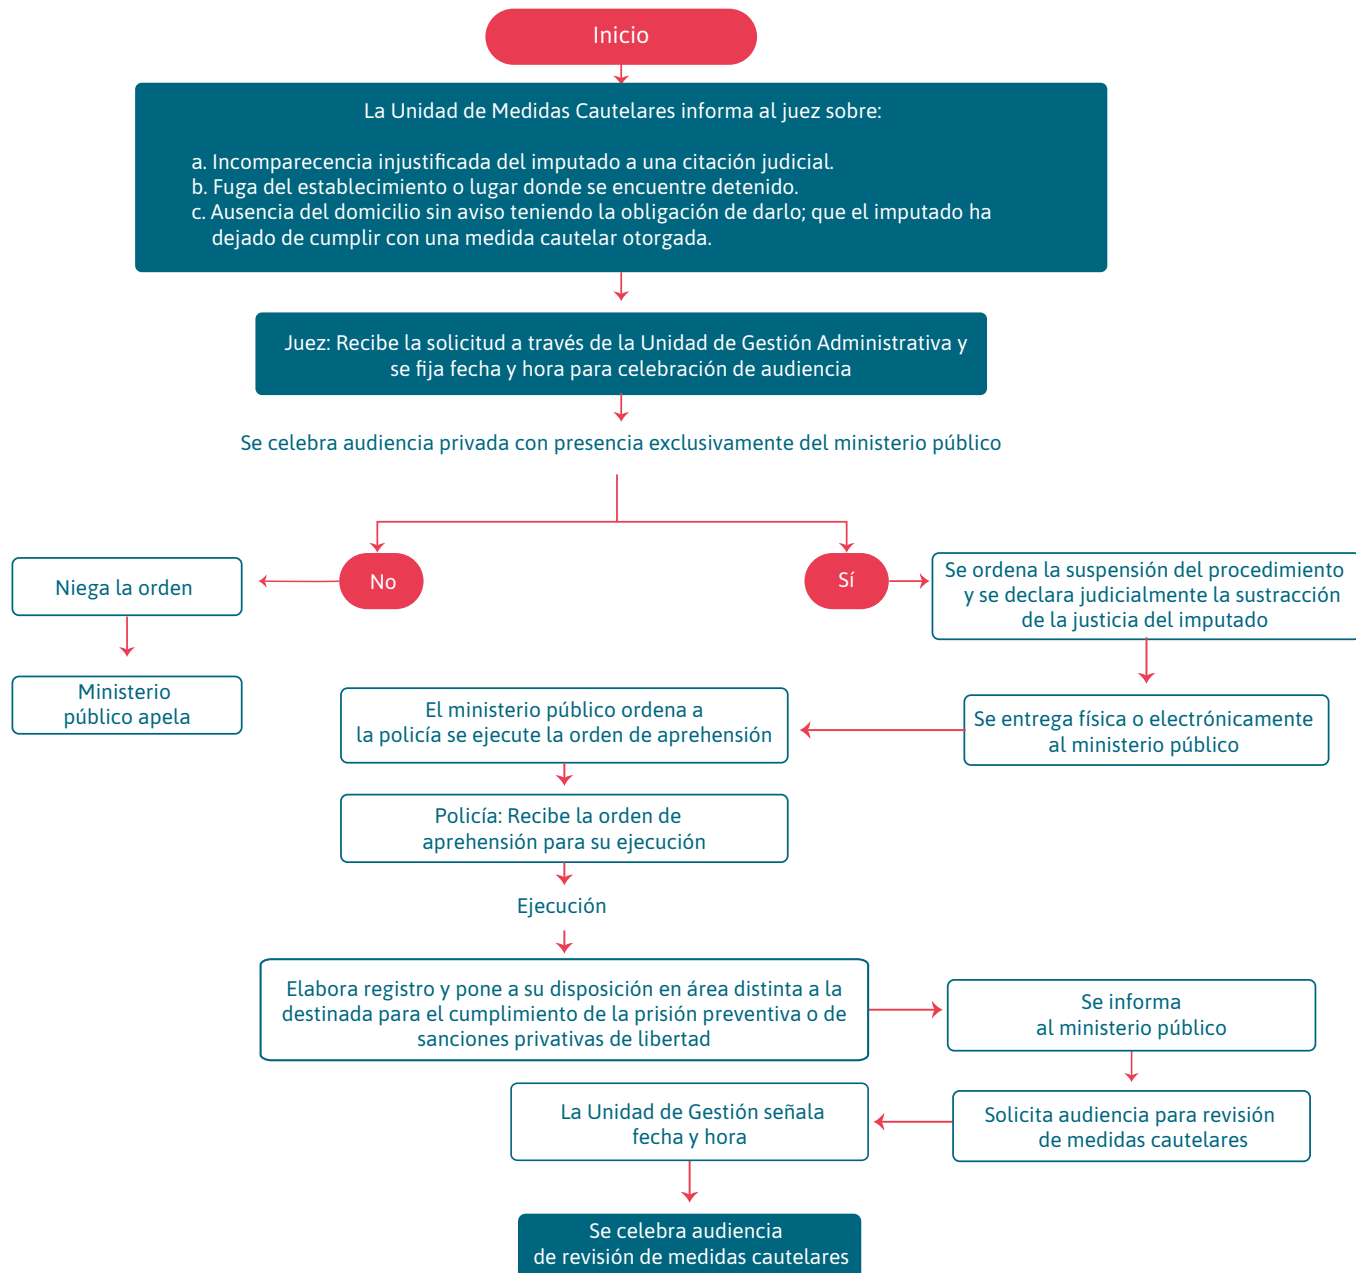 Inicio
La Unidad de Medidas Cautelares informa al juez sobre:
a. Incomparecencia injustificada del imputado a una citación judicial.
b. Fuga del establecimiento o lugar donde se encuentre detenido.
c. Ausencia del domicilio sin aviso teniendo la obligación de darlo; que el imputado ha
dejado de cumplir con una medida cautelar otorgada.
Juez: Recibe la solicitud a través de la Unidad de Gestión Administrativa y
se fija fecha y hora para celebración de audiencia
Se celebra audiencia privada con presencia exclusivamente del ministerio público
No
Niega la orden
Ministerio
público apela
Sí
Se ordena la suspensión del procedimiento
y se declara judicialmente la sustracción
de la justicia del imputado
Se entrega física o electrónicamente
al ministerio público
El ministerio público ordena a
la policía se ejecute la orden de aprehensión
Policía: Recibe la orden de
aprehensión para su ejecución
Ejecución
Elabora registro y pone a su disposición en área distinta a la
destinada para el cumplimiento de la prisión preventiva o de
sanciones privativas de libertad
Se informa
al ministerio público
Solicita audiencia para revisión
de medidas cautelares
La Unidad de Gestión señala
fecha y hora
Se celebra audiencia
de revisión de medidas cautelares